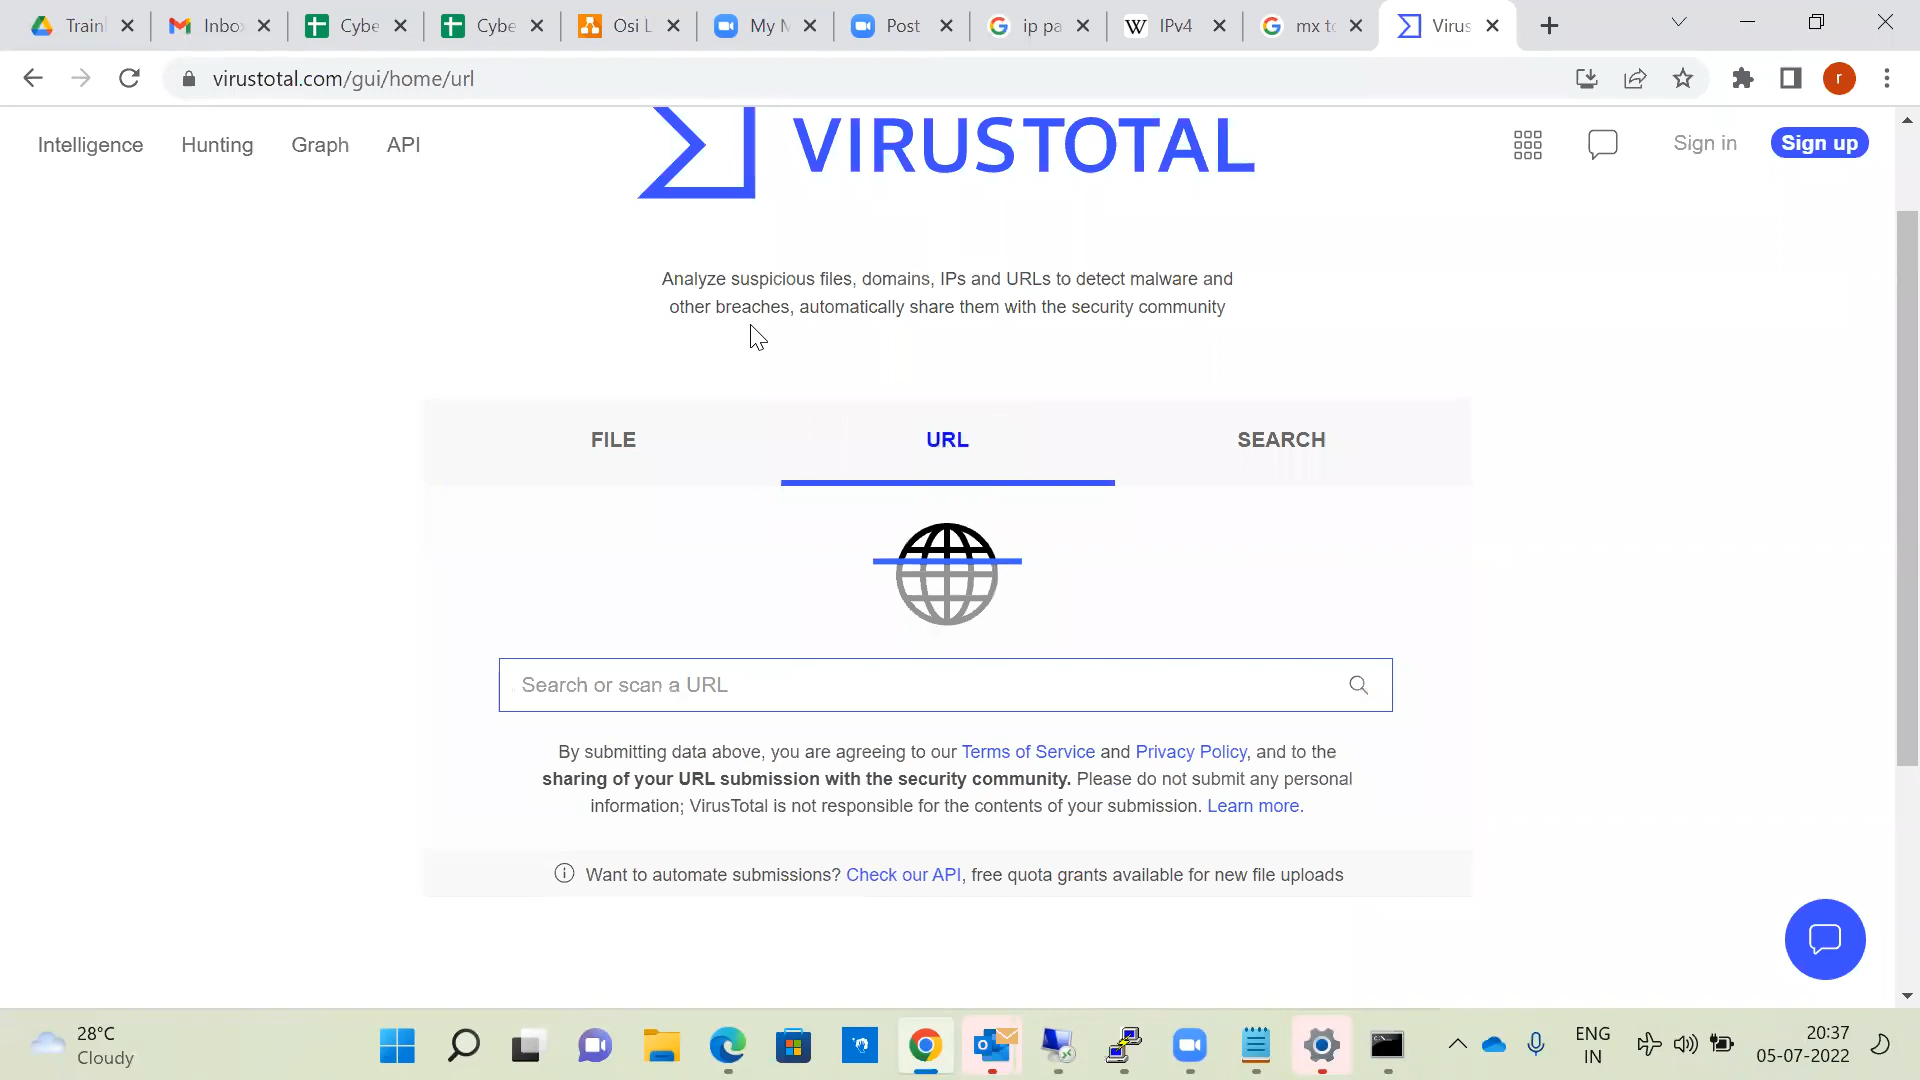 Traini
Inbo
Cybe
Cybe
Osi L
My M
Post
ip pa
W
IPv4
mx to
Virus
virustotal.com/gui/home/url
r
Intelligence
Hunting
Graph
API
VIRUSTOTAL
Sign in
Sign up
Analyze suspicious files, domains, IPs and URLs to detect malware and
other breaches, automatically share them with the security community
FILE
URL
SEARCH
Search or scan a URL
By submitting data above, you are agreeing to our Terms of Service and Privacy Policy, and to the
sharing of your URL submission with the security community. Please do not submit any personal
information; VirusTotal is not responsible for the contents of your submission. Learn more.
Want to automate submissions? Check our API, free quota grants available for new file uploads
28°C
Cloudy
ENG
IN
20:37
05-07-2022